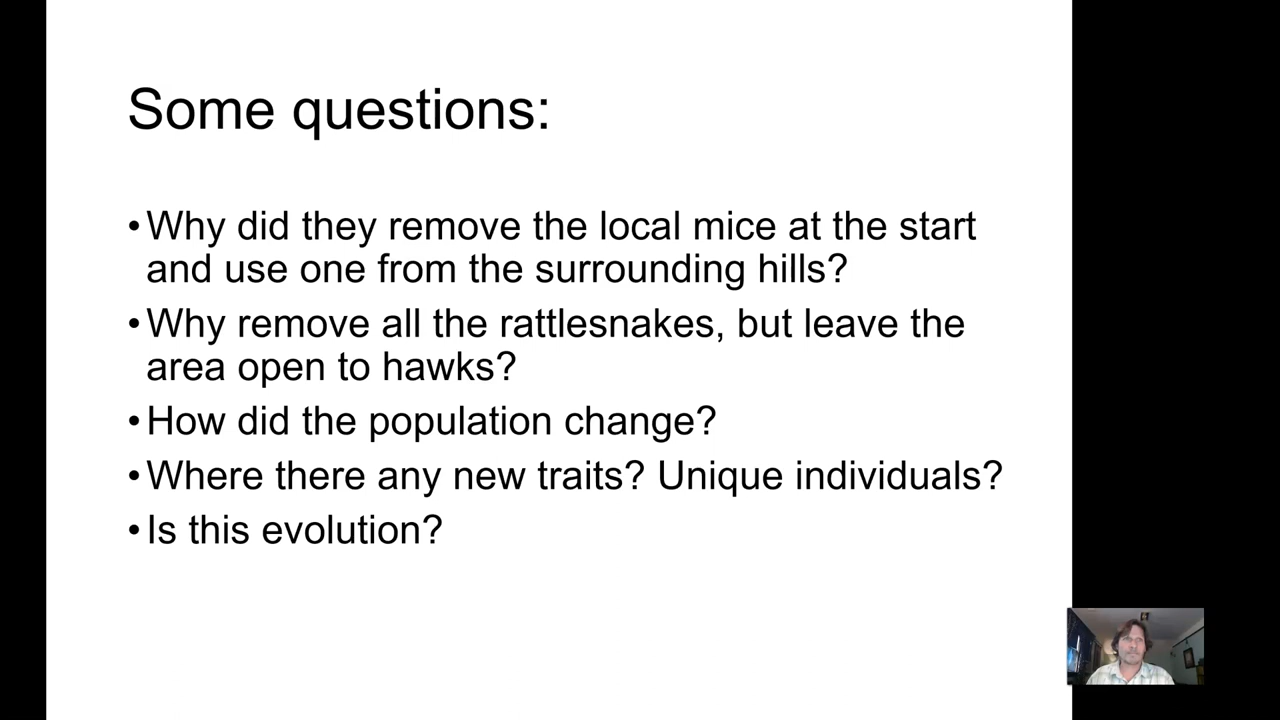 Some questions:
•Why did they remove the local mice at the start
and use one from the surrounding hills?
•Why remove all the rattlesnakes, but leave the
area open to hawks?
•How did the population change?
•Where there any new traits? Unique individuals?
•Is this evolution?